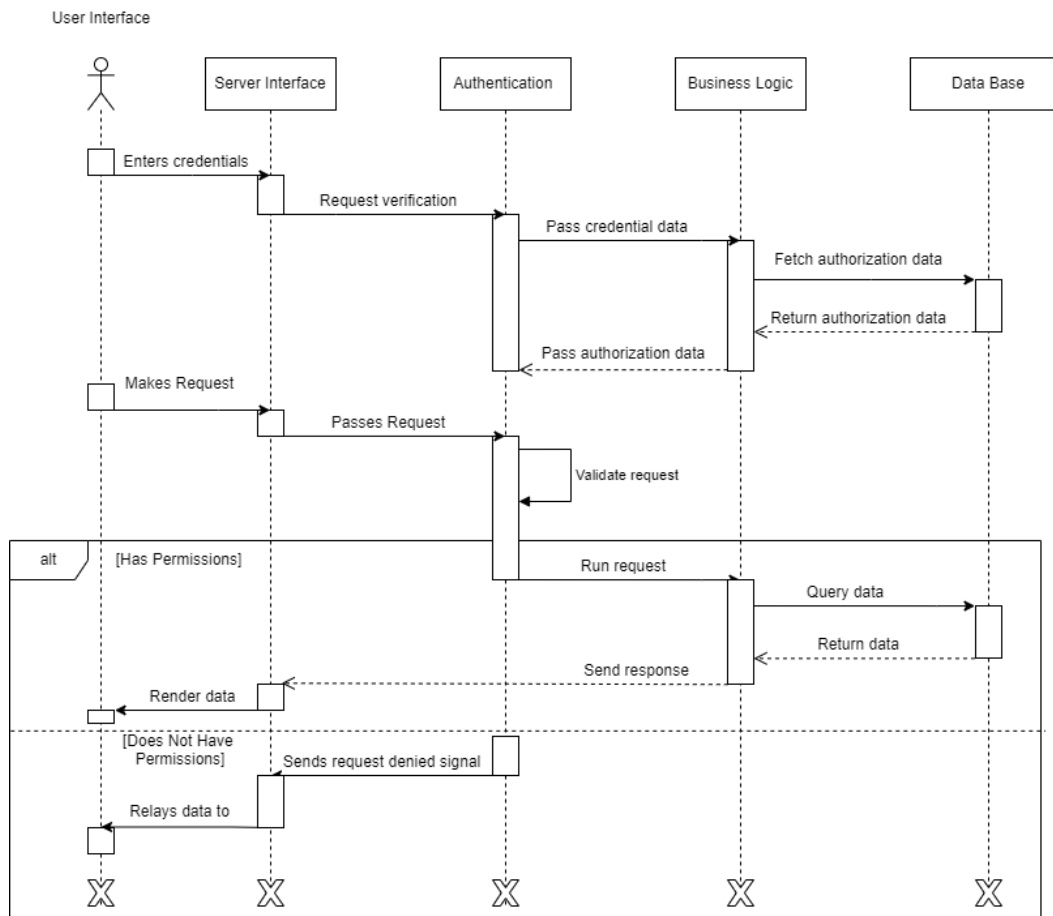 User Interface
Server Interface
Authentication
Business Logic
Data Base
Enters credentials
Request verification
Pass credential data
Fetch authorization data
Return authorization data
Pass authorization data
Makes Request
Passes Request
Validate request
alt
[Has Permissions]
Run request
Query data
Return data
Send response
Render data
[Does Not Have
Permissions]
Sends request denied signal
Relays data to